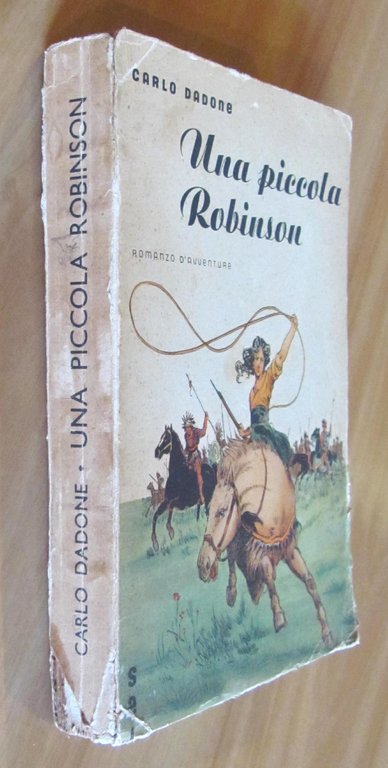 CARLO DADONE • UNA PICCOLA ROBINSON
CARLO DADONE
Una piccola
Robinson
ROMANZO D'AVVENTURE